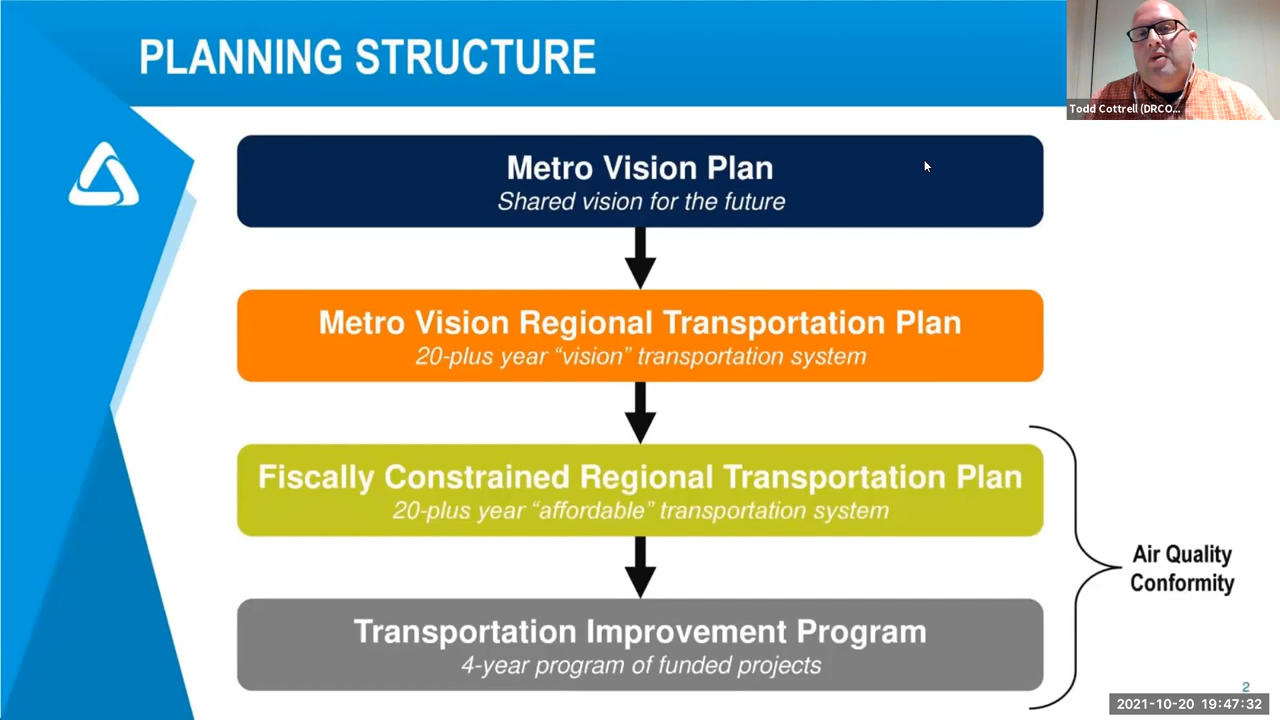 PLANNING STRUCTURE
Todd Cottrell (DRCO...
Metro Vision Plan
Shared vision for the future
Metro Vision Regional Transportation Plan
20-plus year “vision” transportation system
Fiscally Constrained Regional Transportation Plan
20-plus year “affordable” transportation system
Air Quality
Conformity
Transportation Improvement Program
4-year program of funded projects
2
2021-10-20 19:47:32